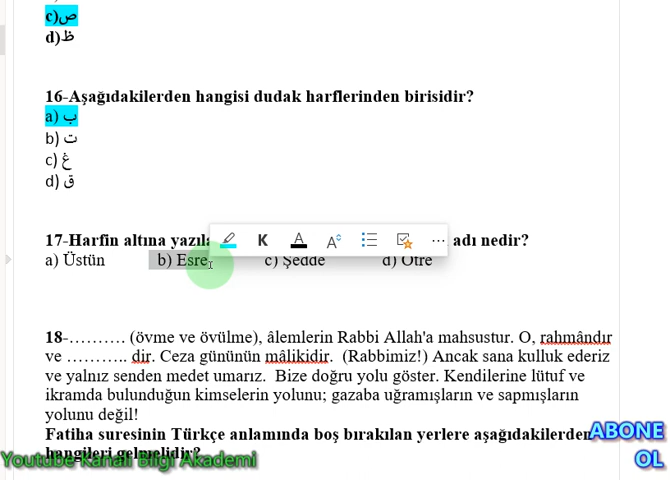 c)ص
d)ظ
16-Aşağıdakilerden hangisi dudak harflerinden birisidir?
a) ب
b) ت
c) غ
d) ق
17-Harfin altına yazıla adı nedir?
K A A ...
a) Üstün b) Esre c) Şedde d) Ötre
18-………. (övme ve övülme), âlemlerin Rabbi Allah'a mahsustur. O, rahmândır
ve ……….. dir. Ceza gününün mâlikidir. (Rabbimiz!) Ancak sana kulluk ederiz
ve yalnız senden medet umarız. Bize doğru yolu göster. Kendilerine lütuf ve
ikramda bulunduğun kimselerin yolunu; gazaba uğramışların ve sapmışların
yolunu değil!
Fatiha suresinin Türkçe anlamında boş bırakılan yerlere aşağıdakilerden
hangileri gelmelidir?
ABONE
OL
Youtube Kanalı Bilgi Akademi